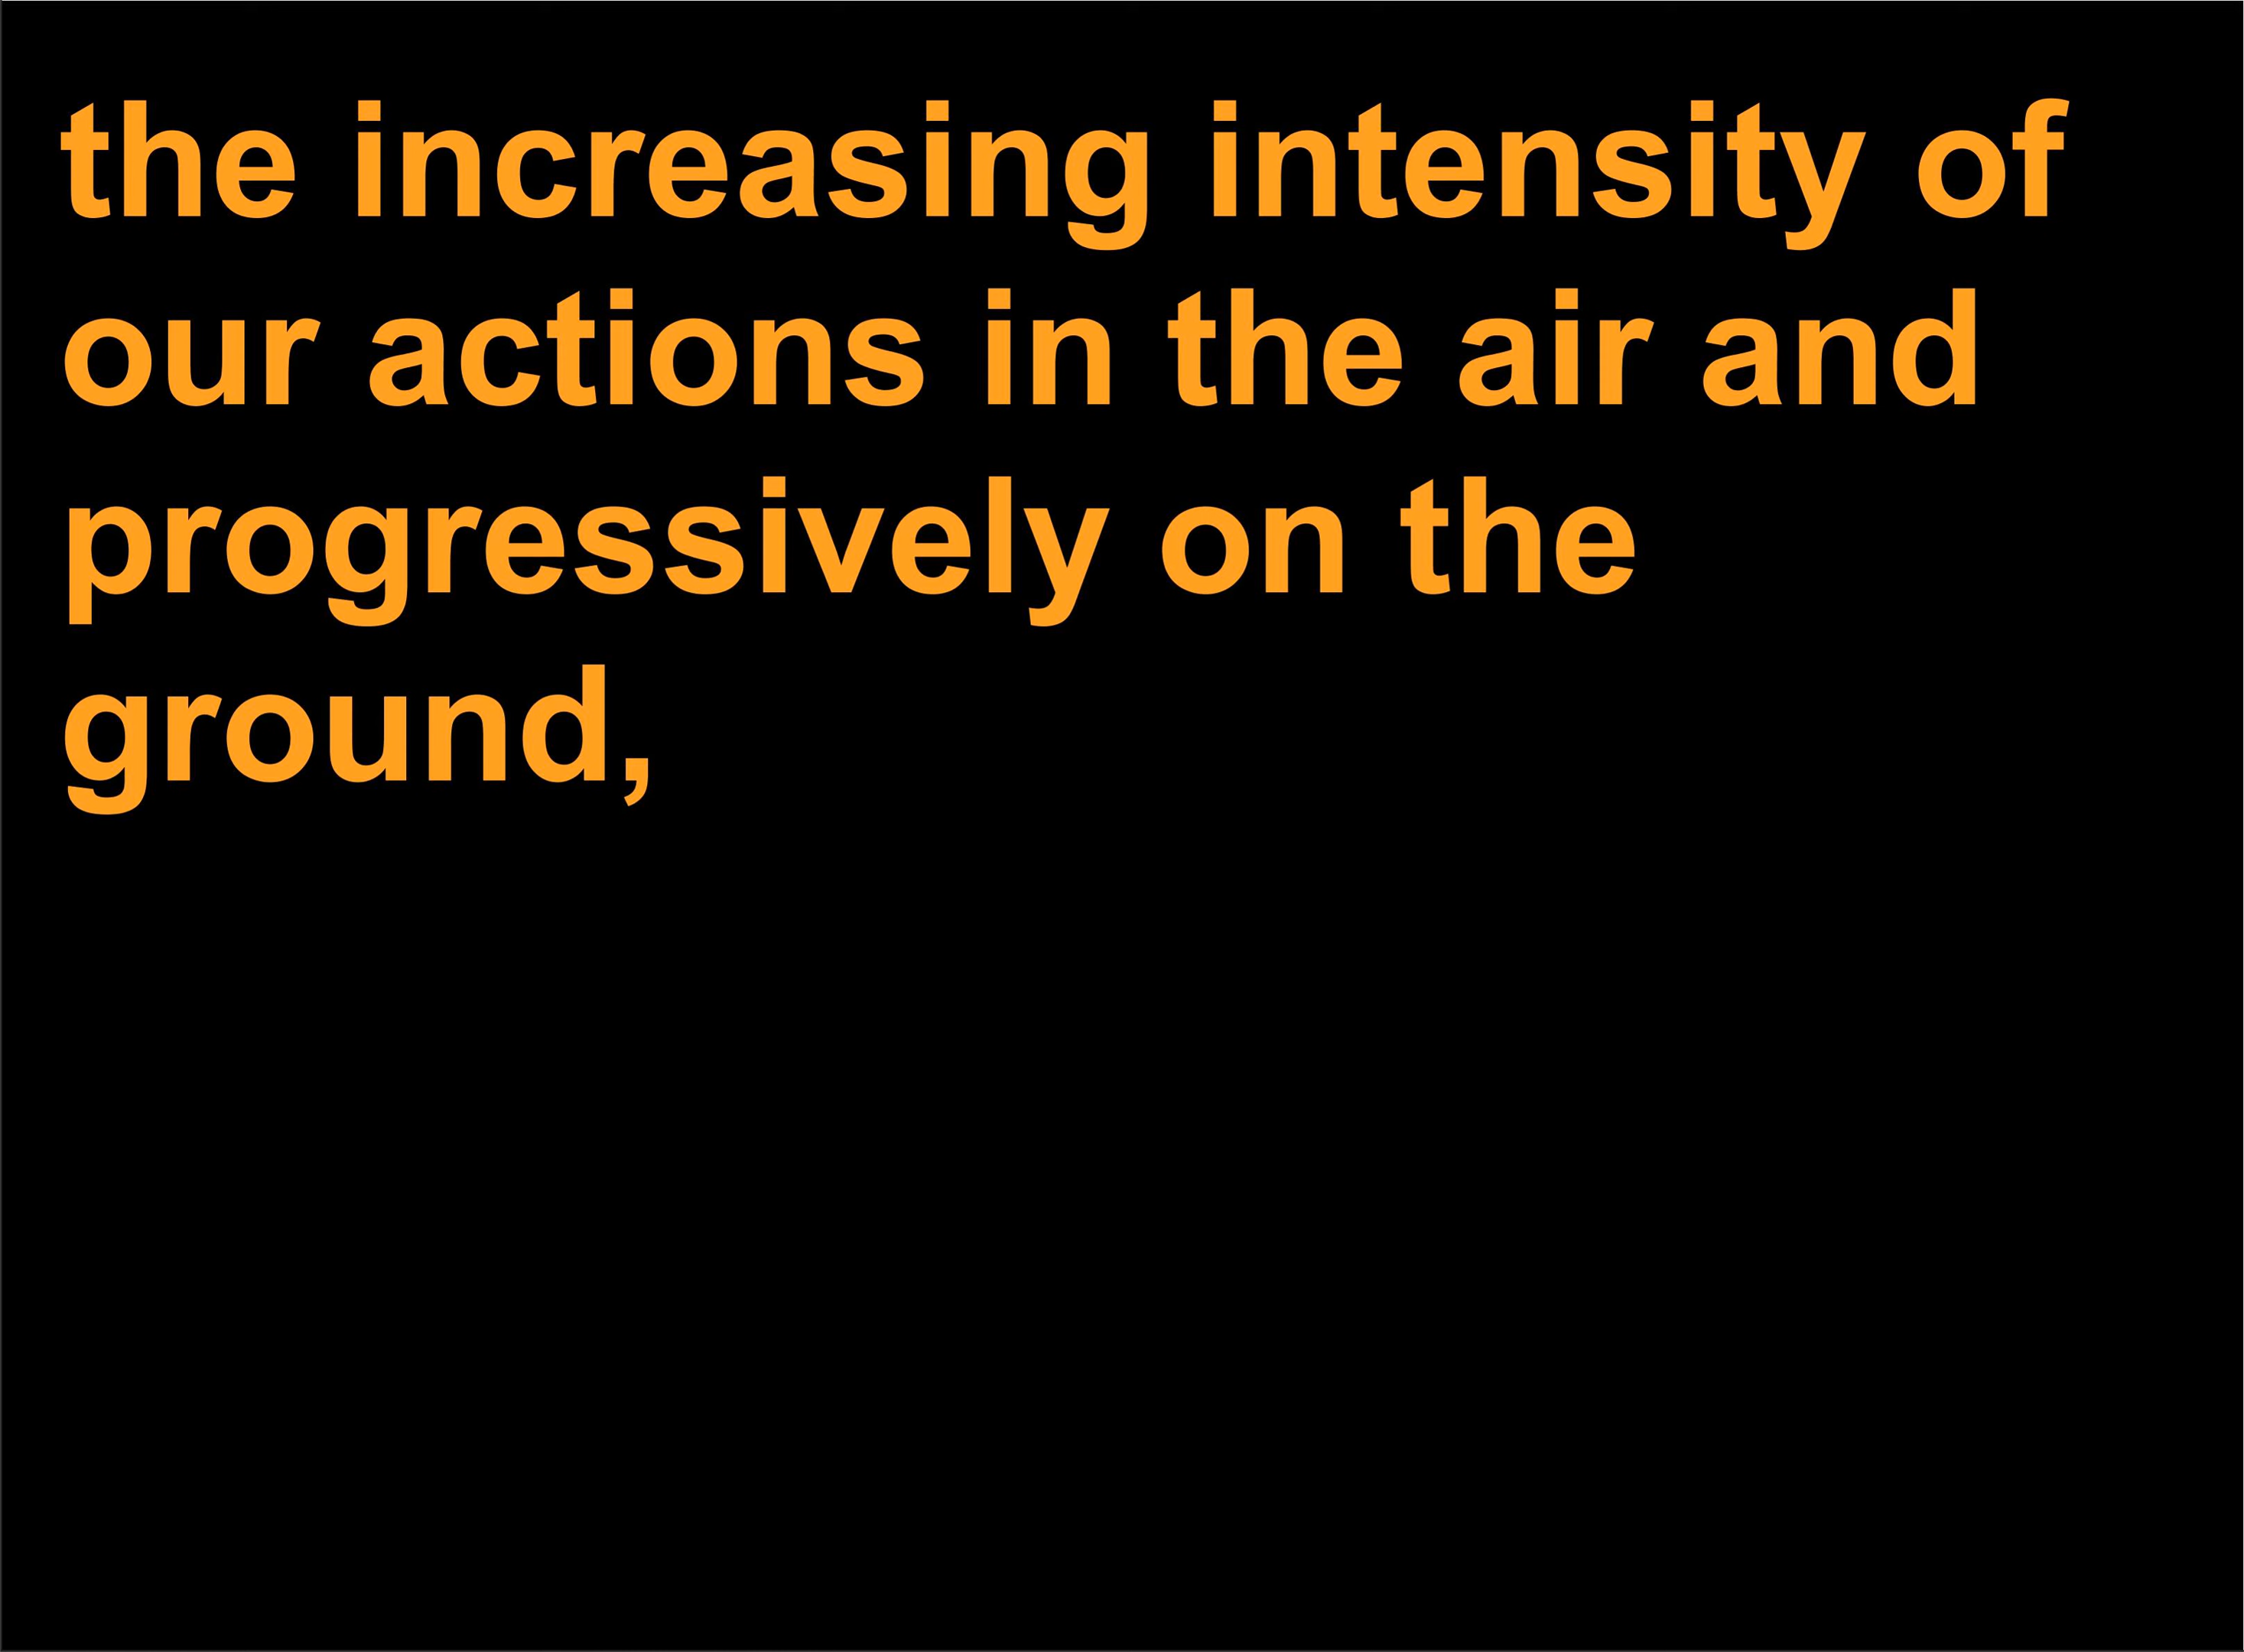 the increasing intensity of
our actions in the air and
progressively on the
ground,